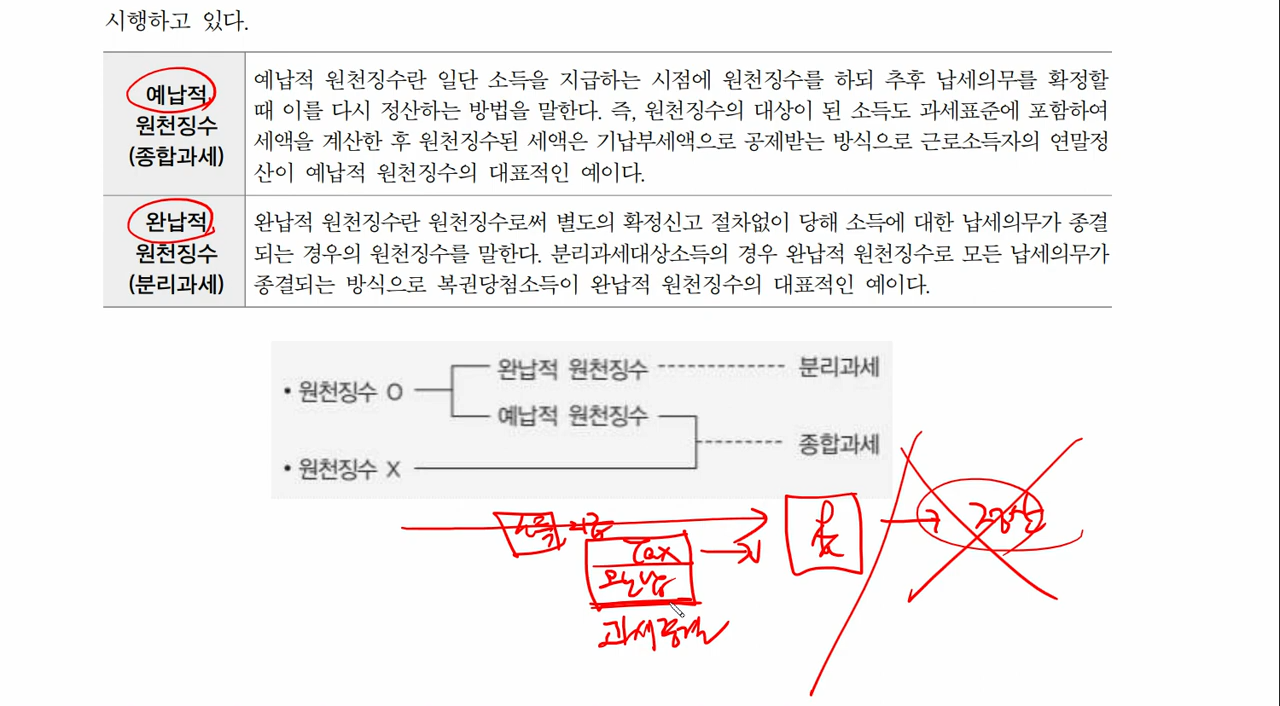 시행하고 있다.
예납적
원천징수
(종합과세)
예납적 원천징수란 일단 소득을 지급하는 시점에 원천징수를 하되 추후 납세의무를 확정할
때 이를 다시 정산하는 방법을 말한다. 즉, 원천징수의 대상이 된 소득도 과세표준에 포함하여
세액을 계산한 후 원천징수된 세액은 기납부세액으로 공제받는 방식으로 근로소득자의 연말정
산이 예납적 원천징수의 대표적인 예이다.
완납적
원천징수
(분리과세)
완납적 원천징수란 원천징수로써 별도의 확정신고 절차없이 당해 소득에 대한 납세의무가 종결
되는 경우의 원천징수를 말한다. 분리과세대상소득의 경우 완납적 원천징수로 모든 납세의무가
종결되는 방식으로 복권당첨소득이 완납적 원천징수의 대표적인 예이다.
• 원천징수 O
완납적 원천징수
분리과세
예납적 원천징수
종합과세
• 원천징수 X
소득 지급
Tax
완납
과세종결